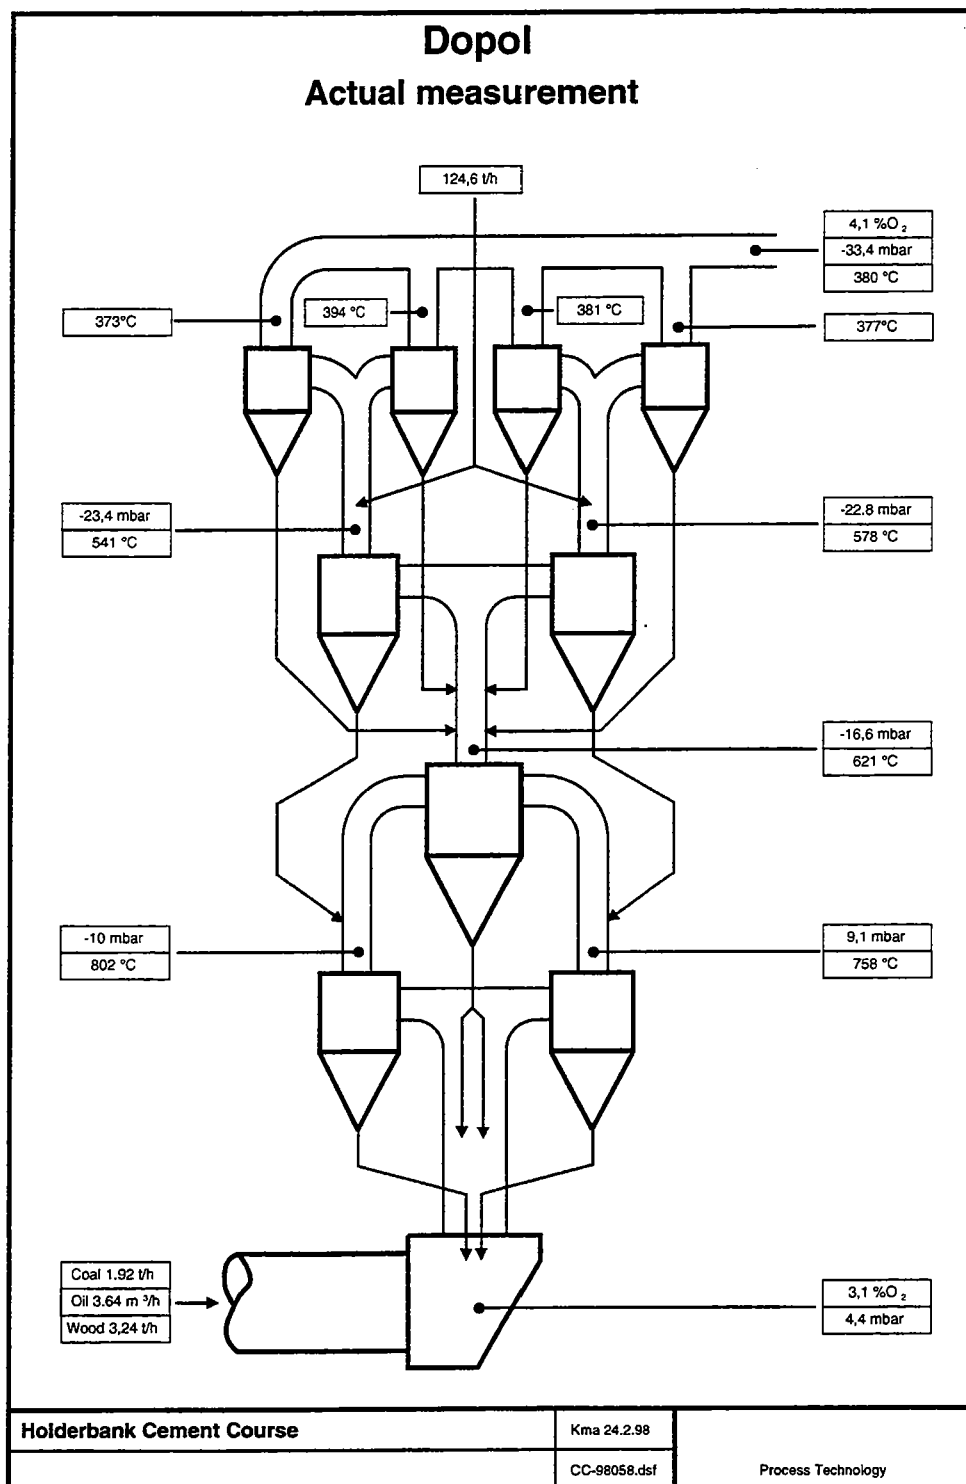 Dopol
Actual measurement
124,6 t/h
4,1 %O₂
-33,4 mbar
380 °C
373°C
394 °C
381 °C
377°C
-23,4 mbar
541 °C
-22.8 mbar
578 °C
-16,6 mbar
621 °C
-10 mbar
802 °C
9,1 mbar
758 °C
Coal 1.92 t/h
Oil 3.64 m³/h
Wood 3,24 t/h
3,1 %O₂
4,4 mbar
Holderbank Cement Course
Kma 24.2.98
CC-98058.dsf
Process Technology